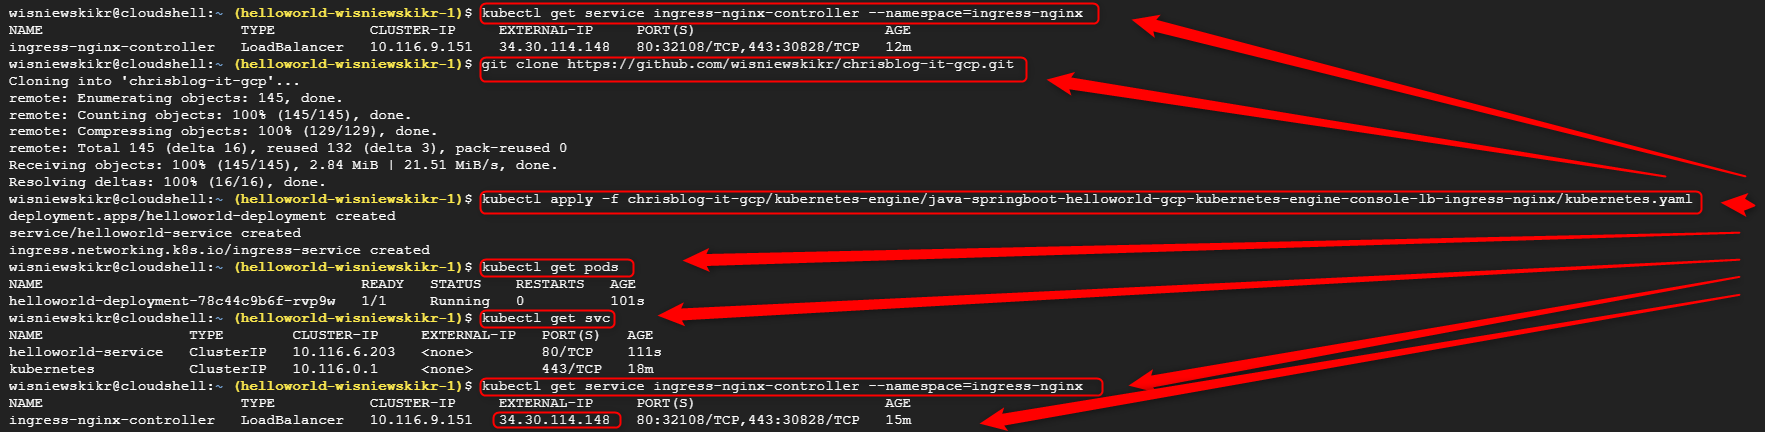 wisniewskikr@cloudshell:~ (helloworld-wisniewskikr-1)$ kubectl get service ingress-nginx-controller --namespace=ingress-nginx
NAME TYPE CLUSTER-IP EXTERNAL-IP PORT(S) AGE
ingress-nginx-controller LoadBalancer 10.116.9.151 34.30.114.148 80:32108/TCP,443:30828/TCP 12m
wisniewskikr@cloudshell:~ (helloworld-wisniewskikr-1)$ git clone https://github.com/wisniewskikr/chrisblog-it-gcp.git
Cloning into 'chrisblog-it-gcp'...
remote: Enumerating objects: 145, done.
remote: Counting objects: 100% (145/145), done.
remote: Compressing objects: 100% (129/129), done.
remote: Total 145 (delta 16), reused 132 (delta 3), pack-reused 0
Receiving objects: 100% (145/145), 2.84 MiB | 21.51 MiB/s, done.
Resolving deltas: 100% (16/16), done.
wisniewskikr@cloudshell:~ (helloworld-wisniewskikr-1)$ kubectl apply -f chrisblog-it-gcp/kubernetes-engine/java-springboot-helloworld-gcp-kubernetes-engine-console-lb-ingress-nginx/kubernetes.yaml
deployment.apps/helloworld-deployment created
service/helloworld-service created
ingress.networking.k8s.io/ingress-service created
wisniewskikr@cloudshell:~ (helloworld-wisniewskikr-1)$ kubectl get pods
NAME READY STATUS RESTARTS AGE
helloworld-deployment-78c44c9b6f-rvp9w 1/1 Running 0 101s
wisniewskikr@cloudshell:~ (helloworld-wisniewskikr-1)$ kubectl get svc
NAME TYPE CLUSTER-IP EXTERNAL-IP PORT(S) AGE
helloworld-service ClusterIP 10.116.6.203 <none> 80/TCP 111s
kubernetes ClusterIP 10.116.0.1 <none> 443/TCP 18m
wisniewskikr@cloudshell:~ (helloworld-wisniewskikr-1)$ kubectl get service ingress-nginx-controller --namespace=ingress-nginx
NAME TYPE CLUSTER-IP EXTERNAL-IP PORT(S) AGE
ingress-nginx-controller LoadBalancer 10.116.9.151 34.30.114.148 80:32108/TCP,443:30828/TCP 15m